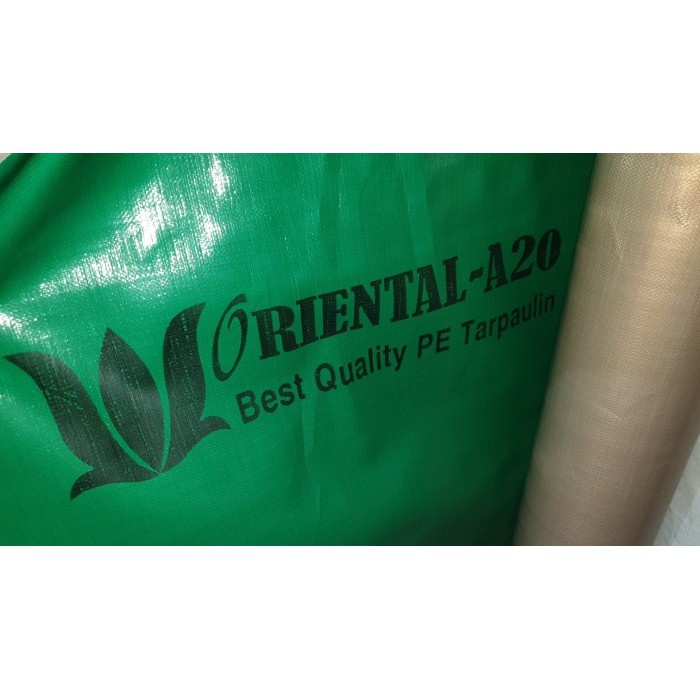 ORIENTAL-A20
Best Quality PE Tarpaulin